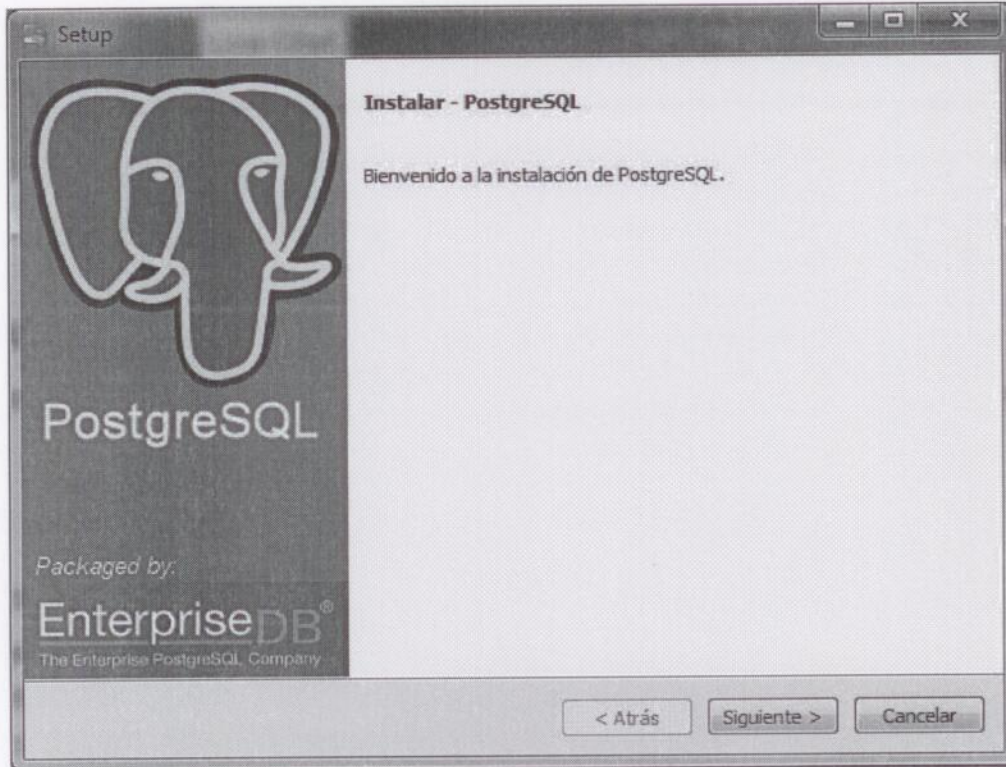 Setup
Instalar - PostgreSQL
Bienvenido a la instalación de PostgreSQL.
PostgreSQL
Packaged by:
EnterpriseDB®
The Enterprise PostgreSQL Company
< Atrás
Siguiente >
Cancelar